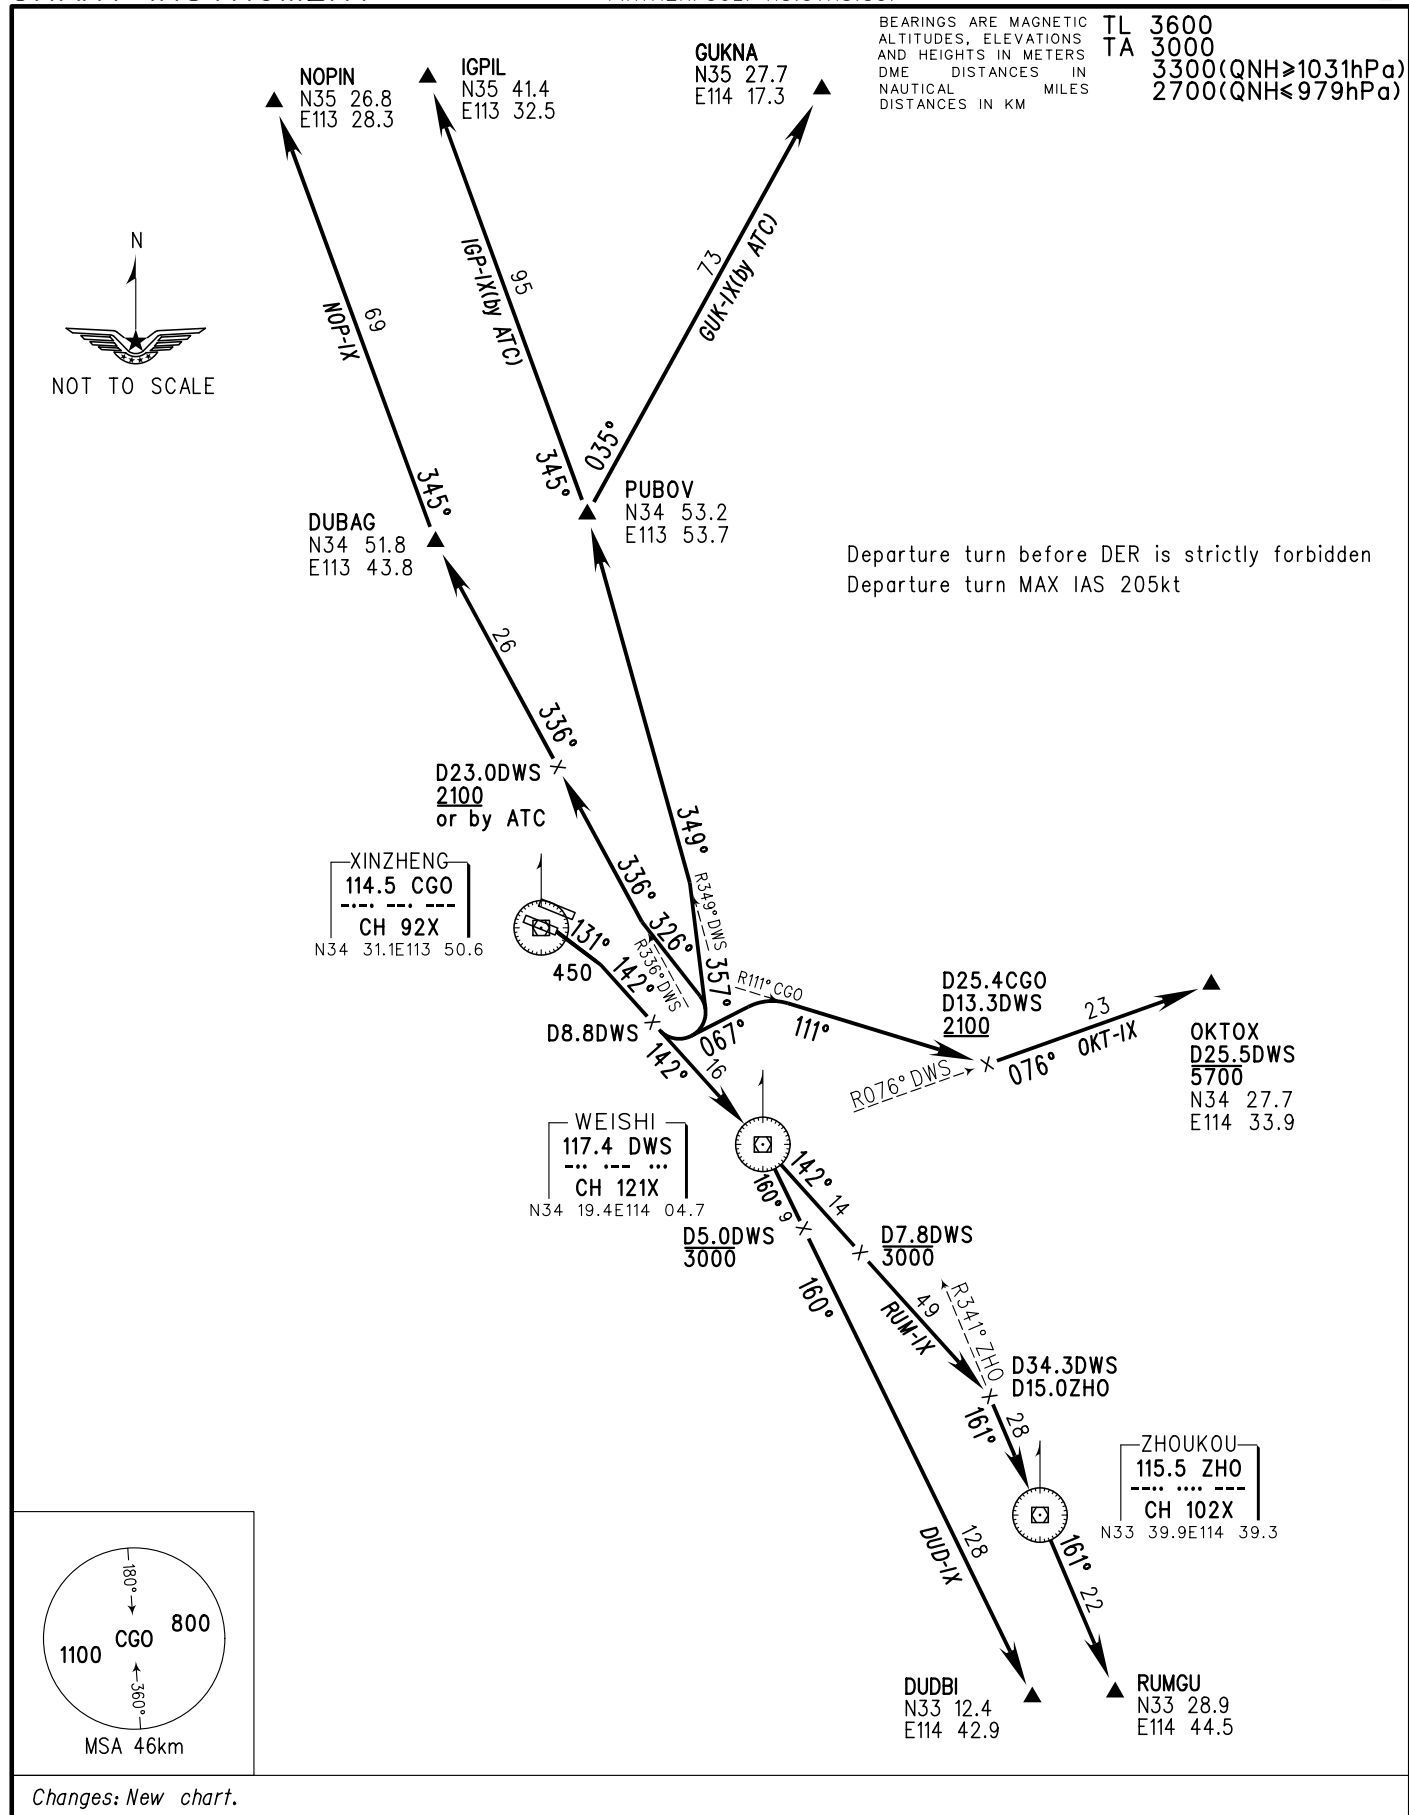 BEARINGS ARE MAGNETIC
ALTITUDES, ELEVATIONS
AND HEIGHTS IN METERS
DME DISTANCES IN
NAUTICAL MILES
DISTANCES IN KM
TL 3600
TA 3000
3300(QNH≥1031hPa)
2700(QNH≤979hPa)
NOPIN
N35 26.8
E113 28.3
IGPIL
N35 41.4
E113 32.5
GUKNA
N35 27.7
E114 17.3
N
NOT TO SCALE
NOP-IX
69
IGP-IX(by ATC)
95
GUK-IX(by ATC)
73
345°
345°
035°
DUBAG
N34 51.8
E113 43.8
PUBOV
N34 53.2
E113 53.7
Departure turn before DER is strictly forbidden
Departure turn MAX IAS 205kt
26
336°
D23.0DWS
2100
or by ATC
349°
336°
326°
R349°DWS
357°
R336°DWS
XINZHENG
114.5 CGO
CH 92X
N34 31.1E113 50.6
131°
450
142°
D8.8DWS
R111°CGO
067°
111°
D25.4CGO
D13.3DWS
2100
23
OKT-IX
076°
R076°DWS
OKTOX
D25.5DWS
5700
N34 27.7
E114 33.9
142°
16
WEISHI
117.4 DWS
CH 121X
N34 19.4E114 04.7
142°
14
160°
9
D5.0DWS
3000
D7.8DWS
3000
160°
49
RUM-IX
R341°ZHO
D34.3DWS
D15.0ZHO
161°
28
ZHOUKOU
115.5 ZHO
CH 102X
N33 39.9E114 39.3
161°
22
128
DUD-IX
DUDBI
N33 12.4
E114 42.9
RUMGU
N33 28.9
E114 44.5
180°
CGO
800
1100
360°
MSA 46km
Changes: New chart.